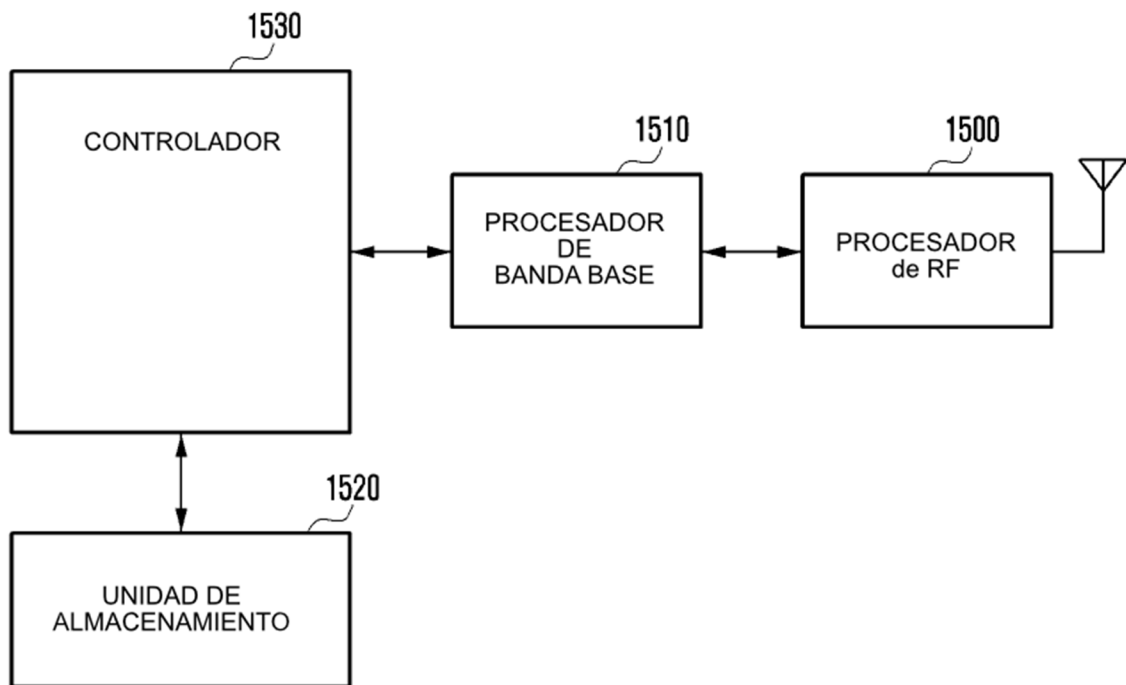 1530
CONTROLADOR
1510
PROCESADOR
DE
BANDA BASE
1500
PROCESADOR
de RF
1520
UNIDAD DE
ALMACENAMIENTO